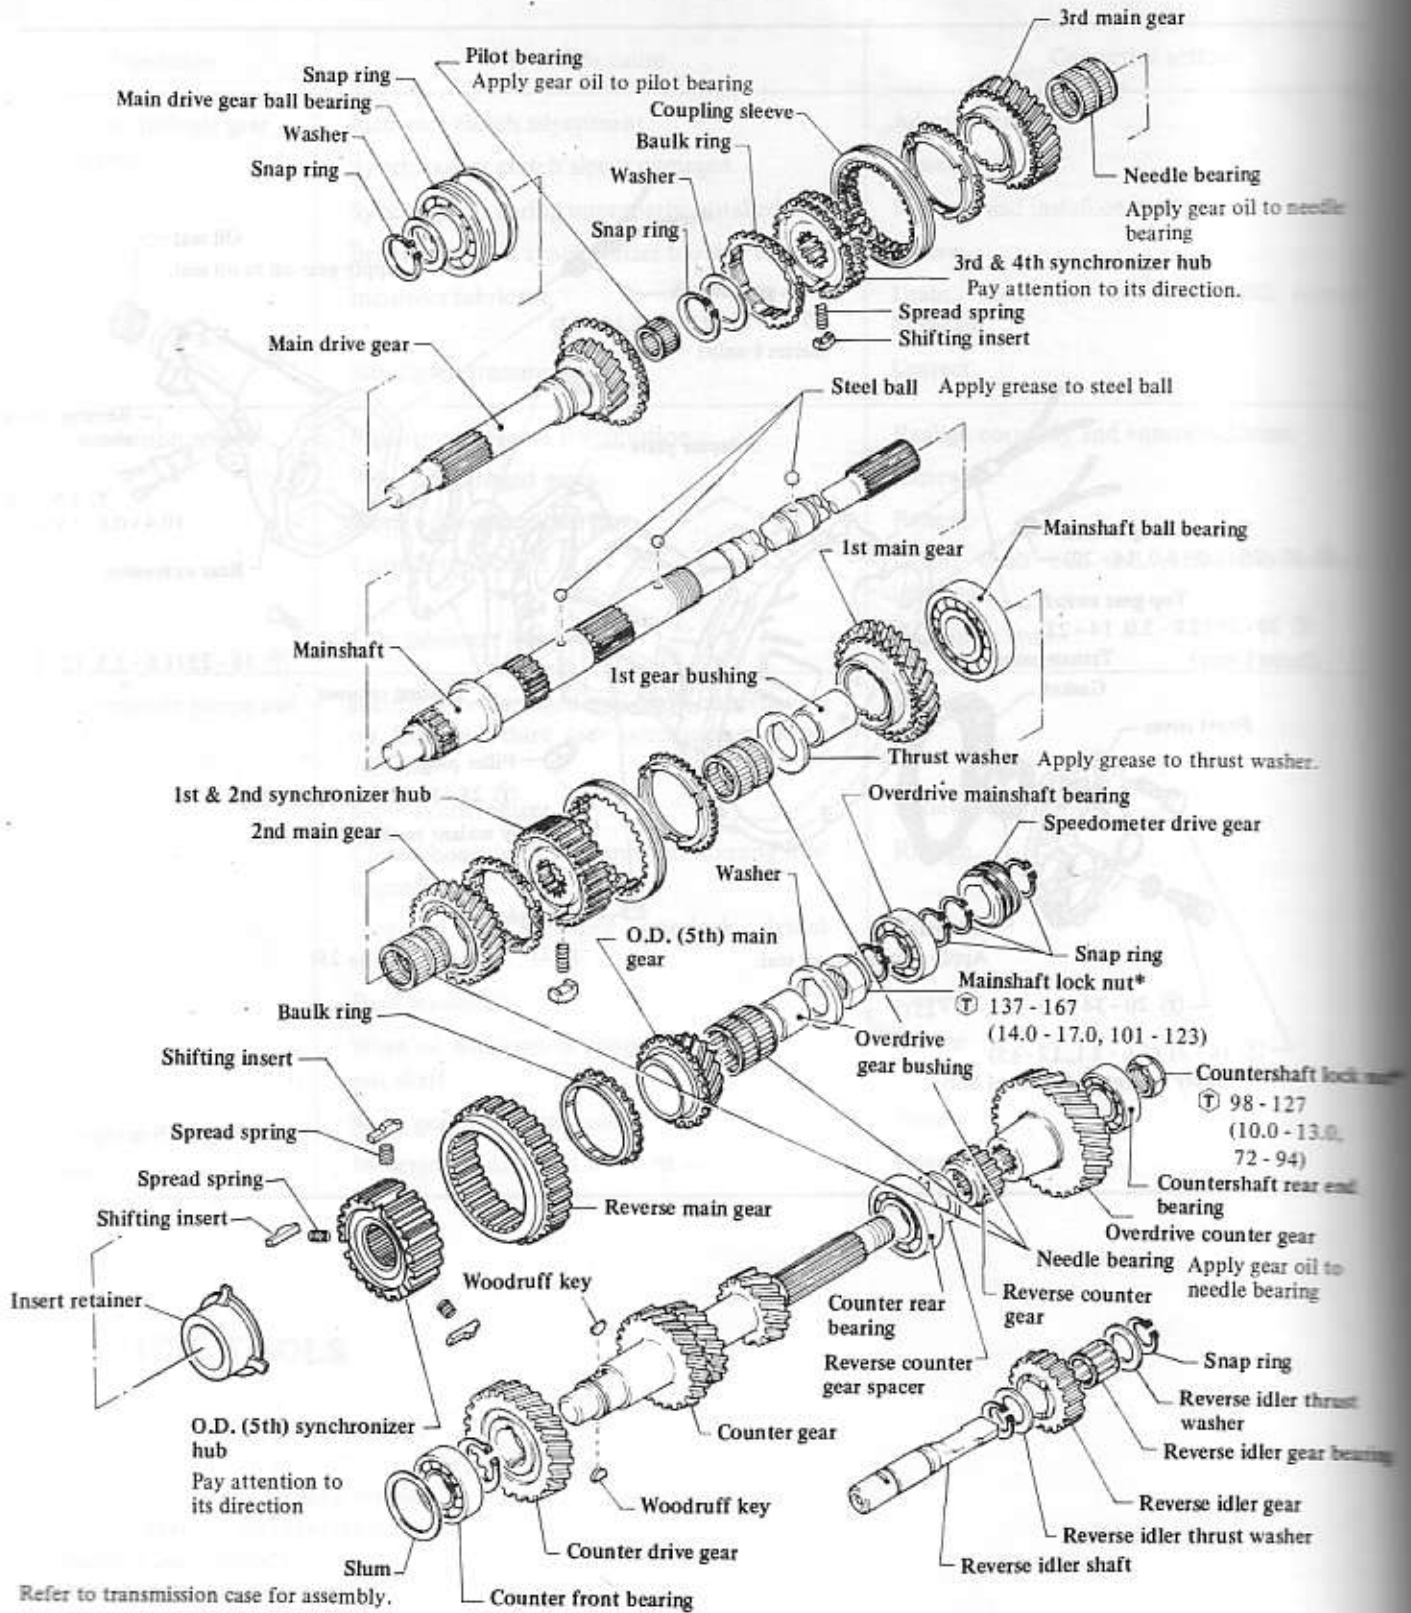 3rd main gear
Pilot bearing
Apply gear oil to pilot bearing
Snap ring
Main drive gear ball bearing
Washer
Snap ring
Coupling sleeve
Baulk ring
Washer
Snap ring
Needle bearing
Apply gear oil to needle
bearing
3rd & 4th synchronizer hub
Pay attention to its direction.
Spread spring
Shifting insert
Main drive gear
Steel ball Apply grease to steel ball
Mainshaft ball bearing
1st main gear
Mainshaft
1st gear bushing
Thrust washer Apply grease to thrust washer.
1st & 2nd synchronizer hub
2nd main gear
Overdrive mainshaft bearing
Speedometer drive gear
Washer
O.D. (5th) main
gear
Snap ring
Mainshaft lock nut*
Ⓣ 137 - 167
(14.0 - 17.0, 101 - 123)
Baulk ring
Overdrive
gear bushing
Shifting insert
Countershaft lock nut*
Ⓣ 98 - 127
(10.0 - 13.0,
72 - 94)
Spread spring
Spread spring
Shifting insert
Countershaft rear end
bearing
Reverse main gear
Overdrive counter gear
Needle bearing Apply gear oil to
needle bearing
Woodruff key
Insert retainer
Counter rear
bearing
Reverse counter
gear
Reverse counter
gear spacer
Snap ring
Reverse idler thrust
washer
O.D. (5th) synchronizer
hub
Pay attention to
its direction
Counter gear
Reverse idler gear bearing
Woodruff key
Reverse idler gear
Reverse idler thrust washer
Counter drive gear
Reverse idler shaft
Slum
Counter front bearing
Refer to transmission case for assembly.